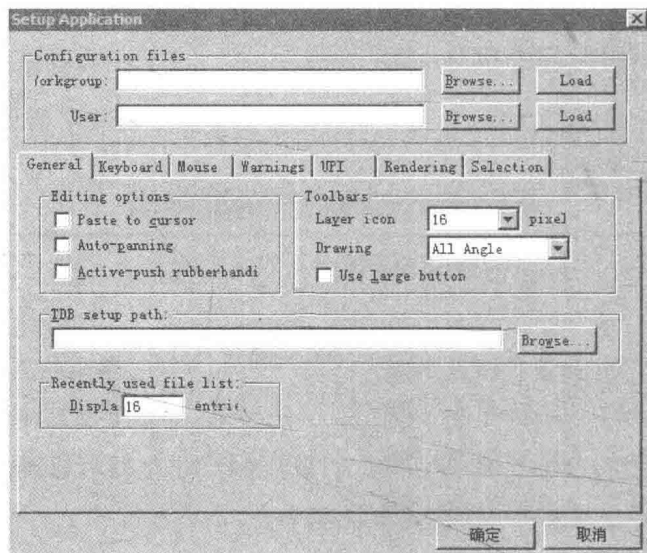 Setup Application
Configuration files
orkgroup:
Browse...
Load
User:
Browse...
Load
General Keyboard Mouse Warnings UPI Rendering Selection
Editing options
Paste to cursor
Auto-panning
Active-push rubberbandi
Toolbars
Layer icon 16 pixel
Drawing All Angle
Use large button
TDB setup path:
Browse...
Recently used file list:
Displa 16 entrie
确定
取消